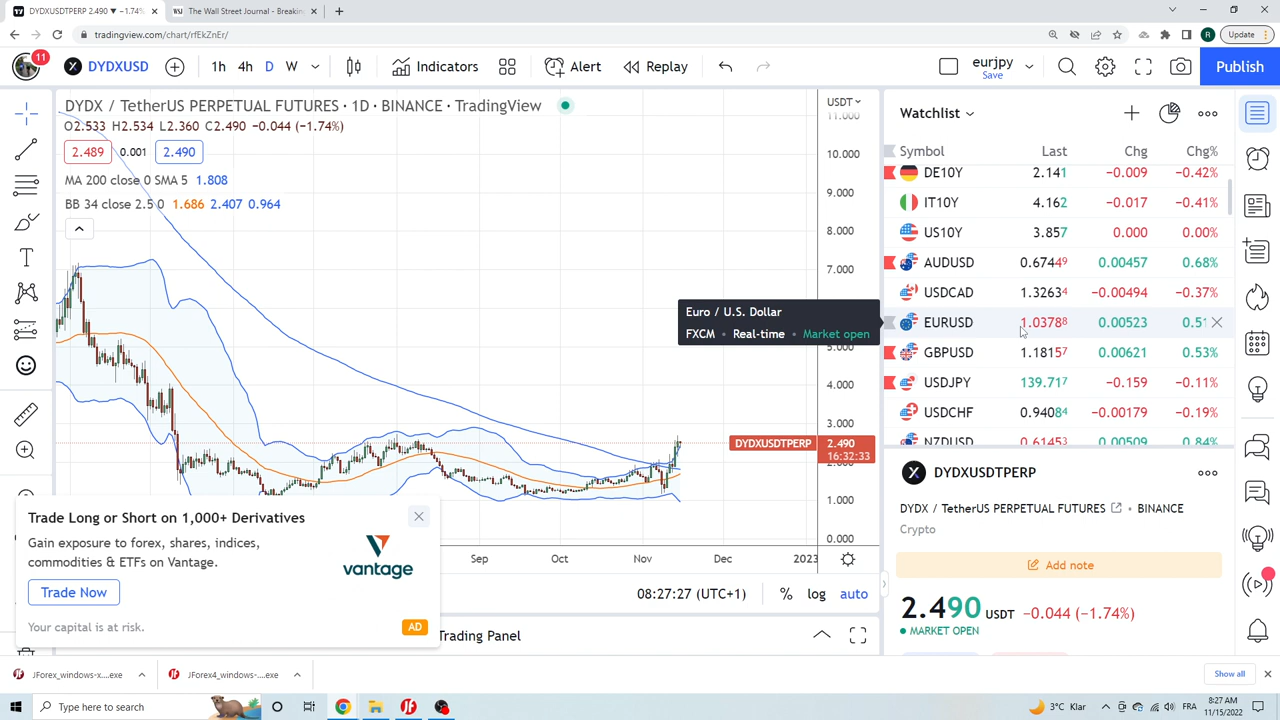 DYDXUSDTPERP 2.490 ▼ −1.74%
The Wall Street Journal - Breakin
tradingview.com/chart/rfEkZnEr/
Update
11
DYDXUSD
1h 4h D W
Indicators
Alert
Replay
eurjpy
Save
Publish
DYDX / TetherUS PERPETUAL FUTURES · 1D · BINANCE · TradingView
O2.533 H2.534 L2.360 C2.490 −0.044 (−1.74%)
2.489 0.001 2.490
MA 200 close 0 SMA 5 1.808
BB 34 close 2.5 0 1.686 2.407 0.964
USDT
11.000
10.000
9.000
8.000
7.000
5.000
4.000
3.000
DYDXUSDTPERP 2.490
16:32:33
2.000
1.000
0.000
Euro / U.S. Dollar
FXCM • Real-time • Market open
Sep Oct Nov Dec 2023
08:27:27 (UTC+1) % log auto
Trading Panel
Trade Long or Short on 1,000+ Derivatives
Gain exposure to forex, shares, indices,
commodities & ETFs on Vantage.
vantage
Trade Now
Your capital is at risk.
AD
Watchlist
Symbol Last Chg Chg%
DE10Y 2.141 −0.009 −0.42%
IT10Y 4.162 −0.017 −0.41%
US10Y 3.857 0.000 0.00%
AUDUSD 0.67449 0.00457 0.68%
USDCAD 1.32634 −0.00494 −0.37%
EURUSD 1.03788 0.00523 0.51
GBPUSD 1.18157 0.00621 0.53%
USDJPY 139.717 −0.159 −0.11%
USDCHF 0.94084 −0.00179 −0.19%
NZDUSD 0.61453 0.00509 0.84%
DYDXUSDTPERP
DYDX / TetherUS PERPETUAL FUTURES • BINANCE
Crypto
Add note
2.490 USDT −0.044 (−1.74%)
MARKET OPEN
JForex_windows-x....exe
JForex4_windows-....exe
Show all
Type here to search
3°C Klar
8:27 AM
11/15/2022